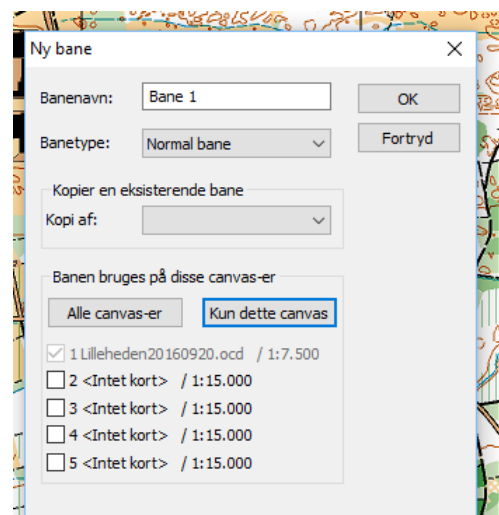 Ny bane
Banenavn: Bane 1 OK
Banetype: Normal bane Fortryd
Kopier en eksisterende bane
Kopi af:
Banen bruges på disse canvas-er
Alle canvas-er Kun dette canvas
1 Lilleheden20160920.ocd / 1:7.500
2 <Intet kort> / 1:15.000
3 <Intet kort> / 1:15.000
4 <Intet kort> / 1:15.000
5 <Intet kort> / 1:15.000